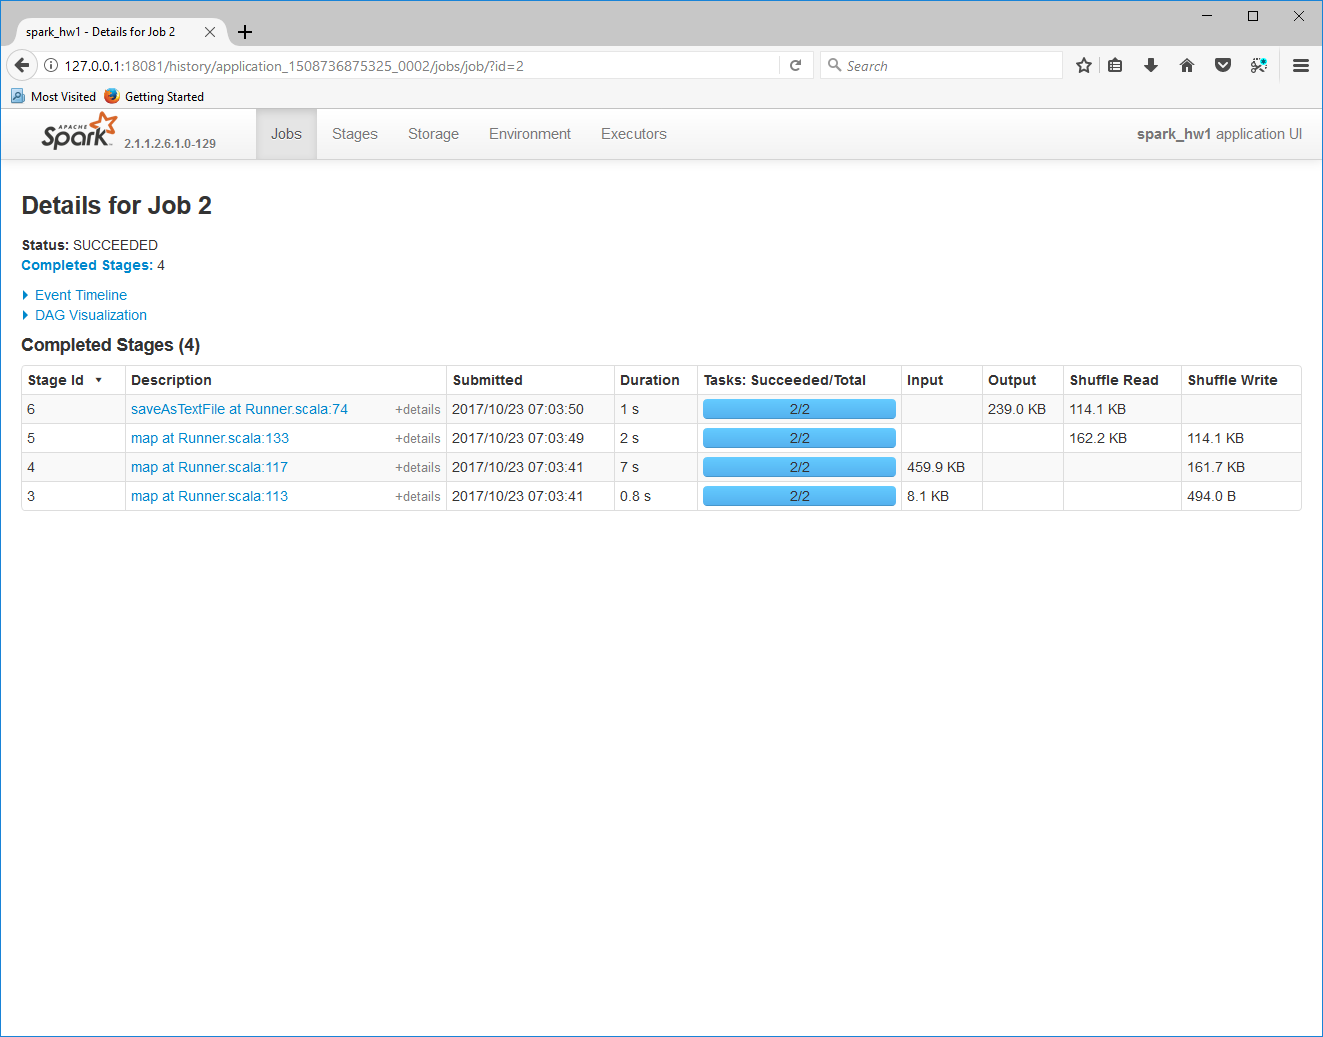 spark_hw1 - Details for Job 2
127.0.0.1:18081/history/application_1508736875325_0002/jobs/job/?id=2
Search
Most Visited Getting Started
APACHE Spark 2.1.1.2.6.1.0-129 Jobs Stages Storage Environment Executors spark_hw1 application UI
Details for Job 2
Status: SUCCEEDED
Completed Stages: 4
Event Timeline
DAG Visualization
Completed Stages (4)
Stage Id Description Submitted Duration Tasks: Succeeded/Total Input Output Shuffle Read Shuffle Write
6 saveAsTextFile at Runner.scala:74 +details 2017/10/23 07:03:50 1 s 2/2 239.0 KB 114.1 KB
5 map at Runner.scala:133 +details 2017/10/23 07:03:49 2 s 2/2 162.2 KB 114.1 KB
4 map at Runner.scala:117 +details 2017/10/23 07:03:41 7 s 2/2 459.9 KB 161.7 KB
3 map at Runner.scala:113 +details 2017/10/23 07:03:41 0.8 s 2/2 8.1 KB 494.0 B